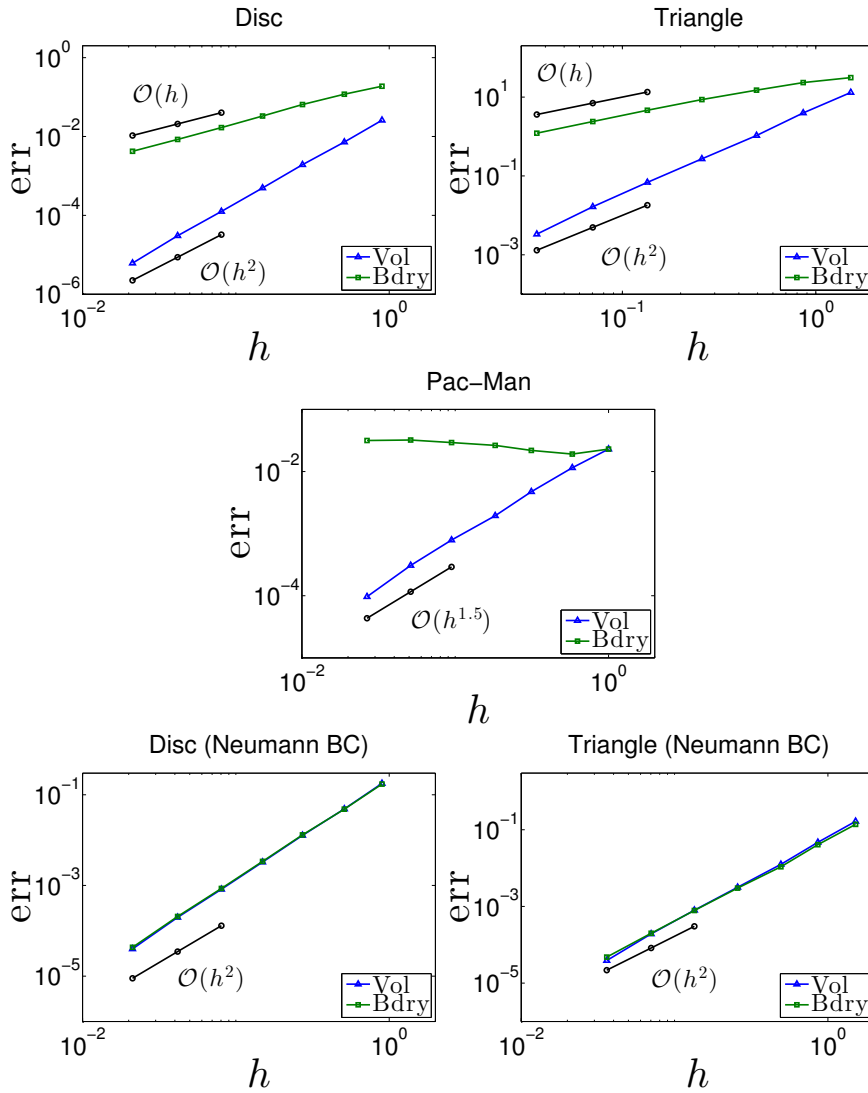 Disc
Triangle
10^0
10^-2
10^-4
10^-6
err
O(h)
O(h^2)
Vol
Bdry
10^-2
10^0
h
10^1
10^-1
10^-3
err
O(h)
O(h^2)
Vol
Bdry
10^-1
10^0
h
Pac-Man
10^-2
10^-4
err
O(h^1.5)
Vol
Bdry
10^-2
10^0
h
Disc (Neumann BC)
Triangle (Neumann BC)
10^-1
10^-3
10^-5
err
O(h^2)
Vol
Bdry
10^-2
10^0
h
10^-1
10^-3
10^-5
err
O(h^2)
Vol
Bdry
10^-2
10^0
h